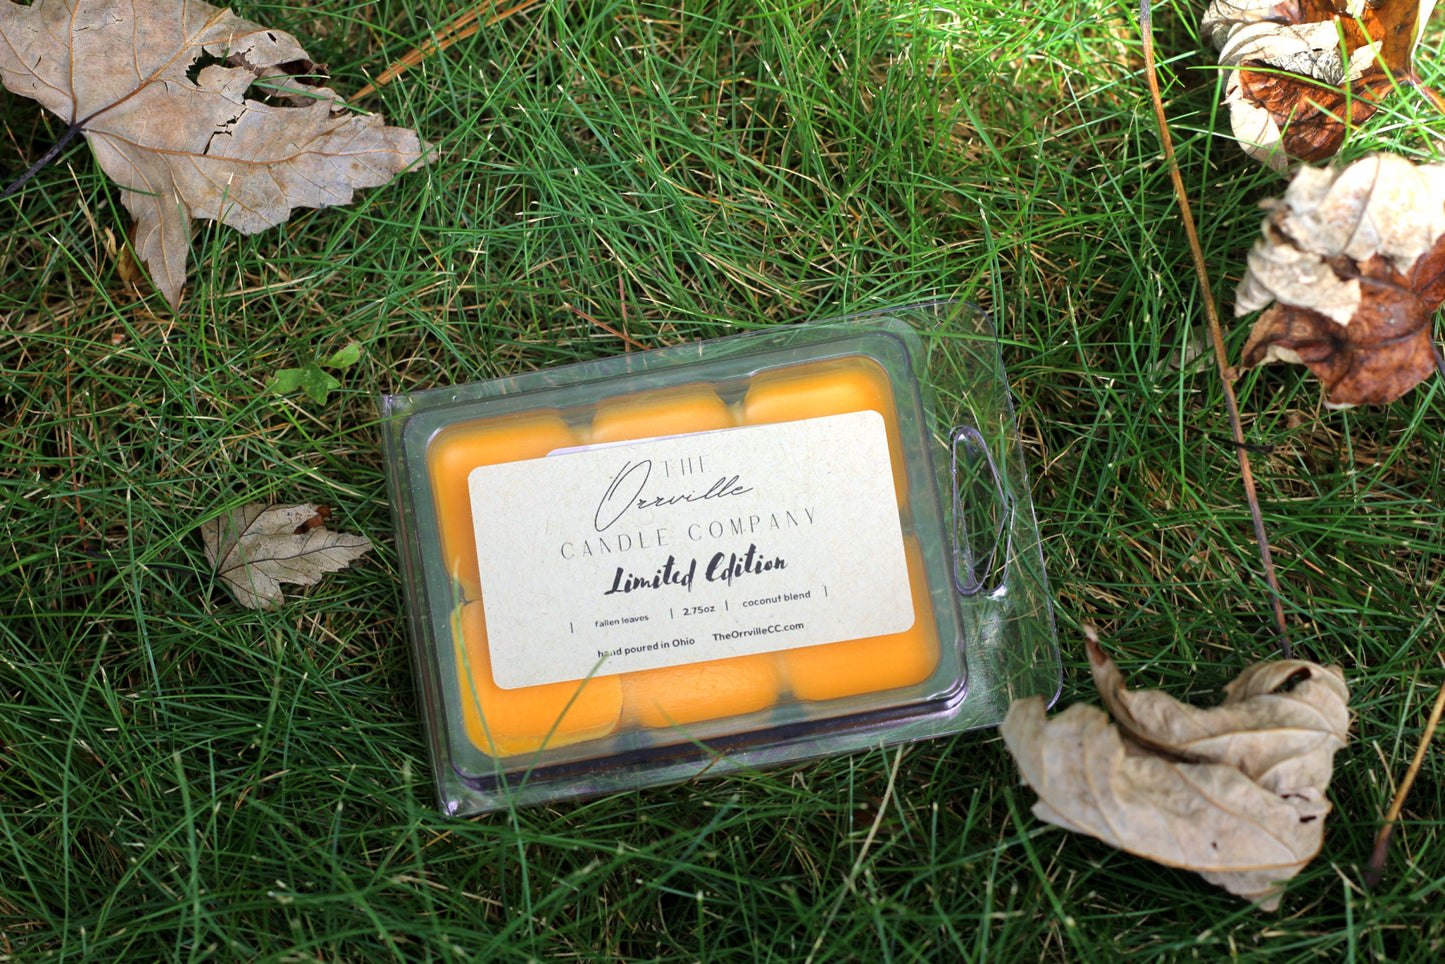 THE
Orrville
CANDLE COMPANY
Limited Edition
| fallen leaves | 2.75oz | coconut blend |
hand poured in Ohio TheOrrvilleCC.com